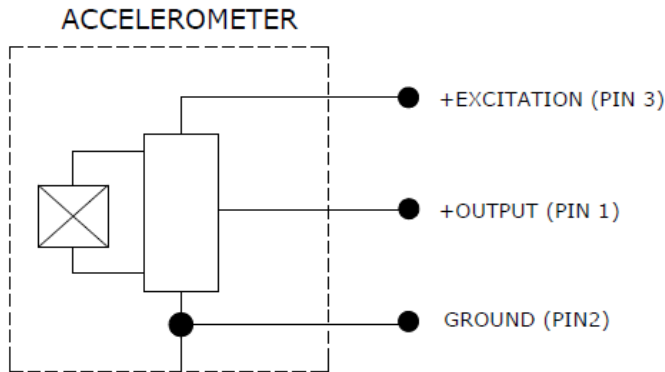 ACCELEROMETER
+EXCITATION (PIN 3)
+OUTPUT (PIN 1)
GROUND (PIN2)